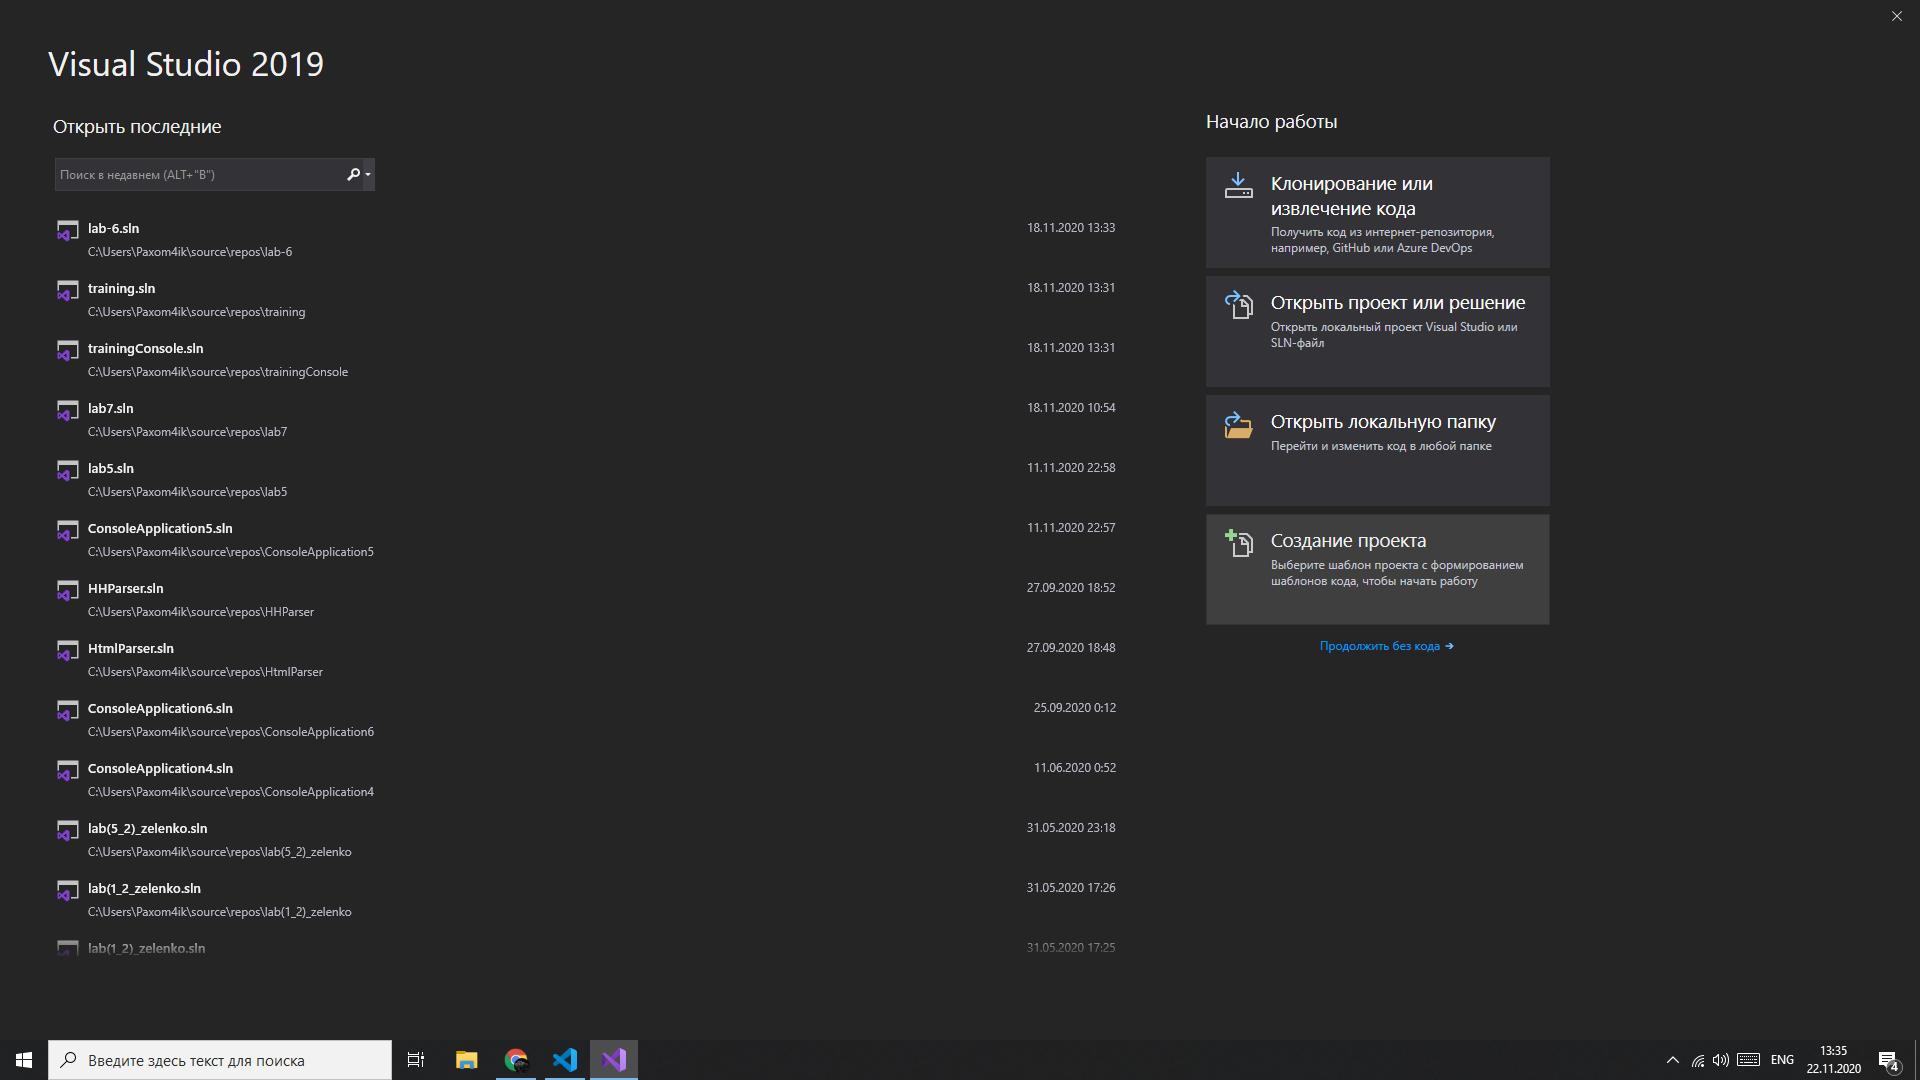 Visual Studio 2019
Открыть последние
Поиск в недавнем (ALT+"В")
lab-6.sln
18.11.2020 13:33
C:\Users\Paxom4ik\source\repos\lab-6
training.sln
18.11.2020 13:31
C:\Users\Paxom4ik\source\repos\training
trainingConsole.sln
18.11.2020 13:31
C:\Users\Paxom4ik\source\repos\trainingConsole
lab7.sln
18.11.2020 10:54
C:\Users\Paxom4ik\source\repos\lab7
lab5.sln
11.11.2020 22:58
C:\Users\Paxom4ik\source\repos\lab5
ConsoleApplication5.sln
11.11.2020 22:57
C:\Users\Paxom4ik\source\repos\ConsoleApplication5
HHParser.sln
27.09.2020 18:52
C:\Users\Paxom4ik\source\repos\HHParser
HtmlParser.sln
27.09.2020 18:48
C:\Users\Paxom4ik\source\repos\HtmlParser
ConsoleApplication6.sln
25.09.2020 0:12
C:\Users\Paxom4ik\source\repos\ConsoleApplication6
ConsoleApplication4.sln
11.06.2020 0:52
C:\Users\Paxom4ik\source\repos\ConsoleApplication4
lab(5_2)_zelenko.sln
31.05.2020 23:18
C:\Users\Paxom4ik\source\repos\lab(5_2)_zelenko
lab(1_2_zelenko.sln
31.05.2020 17:26
C:\Users\Paxom4ik\source\repos\lab(1_2)_zelenko
lab(1_2)_zelenko.sln
31.05.2020 17:25
Начало работы
Клонирование или
извлечение кода
Получить код из интернет-репозитория,
например, GitHub или Azure DevOps
Открыть проект или решение
Открыть локальный проект Visual Studio или
SLN-файл
Открыть локальную папку
Перейти и изменить код в любой папке
Создание проекта
Выберите шаблон проекта с формированием
шаблонов кода, чтобы начать работу
Продолжить без кода →
Введите здесь текст для поиска
ENG
13:35
22.11.2020
4